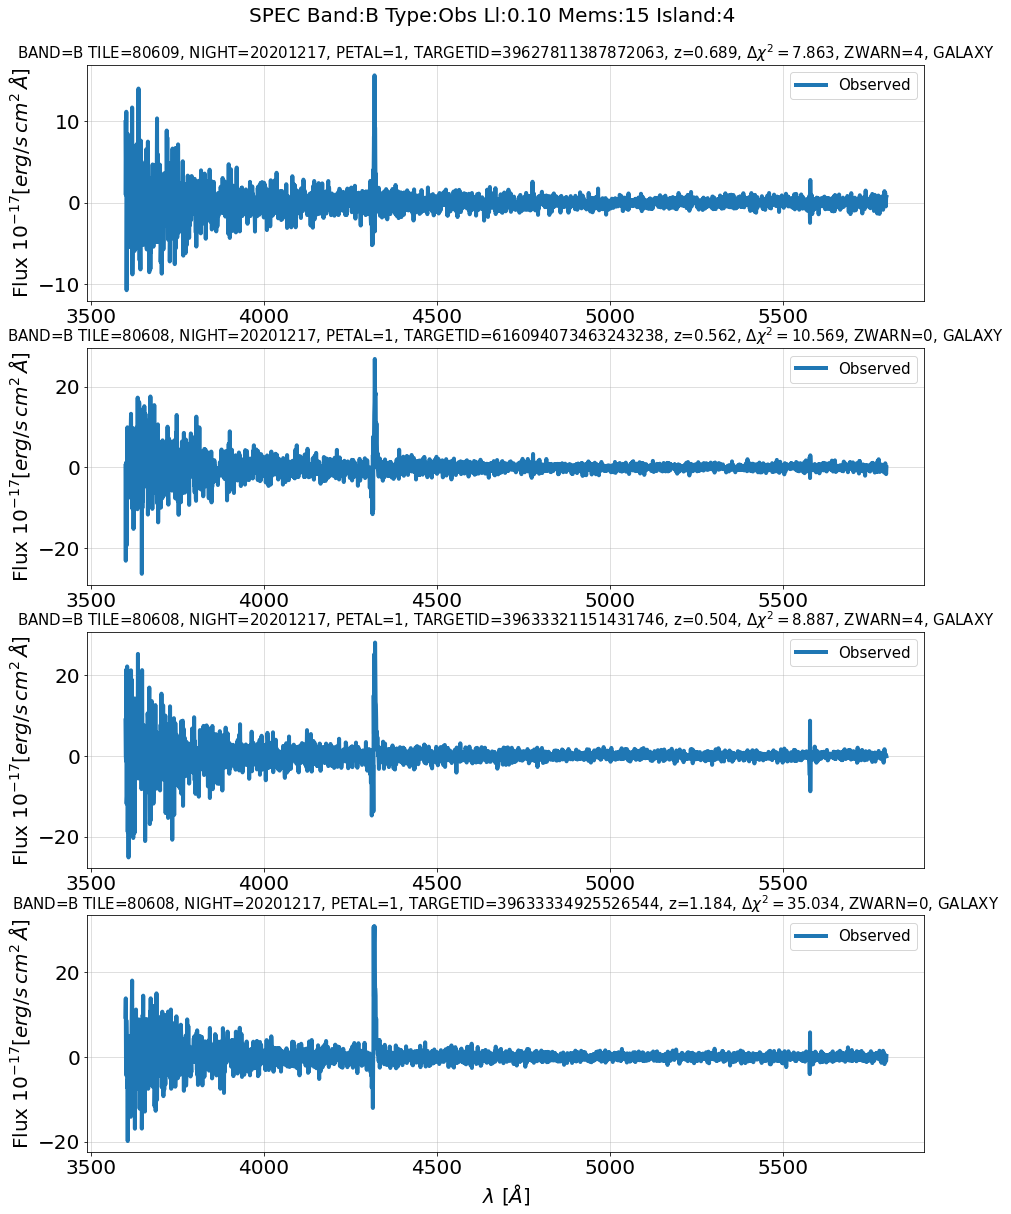 SPEC Band:B Type:Obs Ll:0.10 Mems:15 Island:4
BAND=B TILE=80609, NIGHT=20201217, PETAL=1, TARGETID=39627811387872063, z=0.689, Δχ² = 7.863, ZWARN=4, GALAXY
Flux 10⁻¹⁷[erg/s cm² Å]
10
0
−10
Observed
3500 4000 4500 5000 5500
BAND=B TILE=80608, NIGHT=20201217, PETAL=1, TARGETID=616094073463243238, z=0.562, Δχ² = 10.569, ZWARN=0, GALAXY
Flux 10⁻¹⁷[erg/s cm² Å]
20
0
−20
Observed
3500 4000 4500 5000 5500
BAND=B TILE=80608, NIGHT=20201217, PETAL=1, TARGETID=39633321151431746, z=0.504, Δχ² = 8.887, ZWARN=4, GALAXY
Flux 10⁻¹⁷[erg/s cm² Å]
20
0
−20
Observed
3500 4000 4500 5000 5500
BAND=B TILE=80608, NIGHT=20201217, PETAL=1, TARGETID=39633334925526544, z=1.184, Δχ² = 35.034, ZWARN=0, GALAXY
Flux 10⁻¹⁷[erg/s cm² Å]
20
0
−20
Observed
3500 4000 4500 5000 5500
λ [Å]